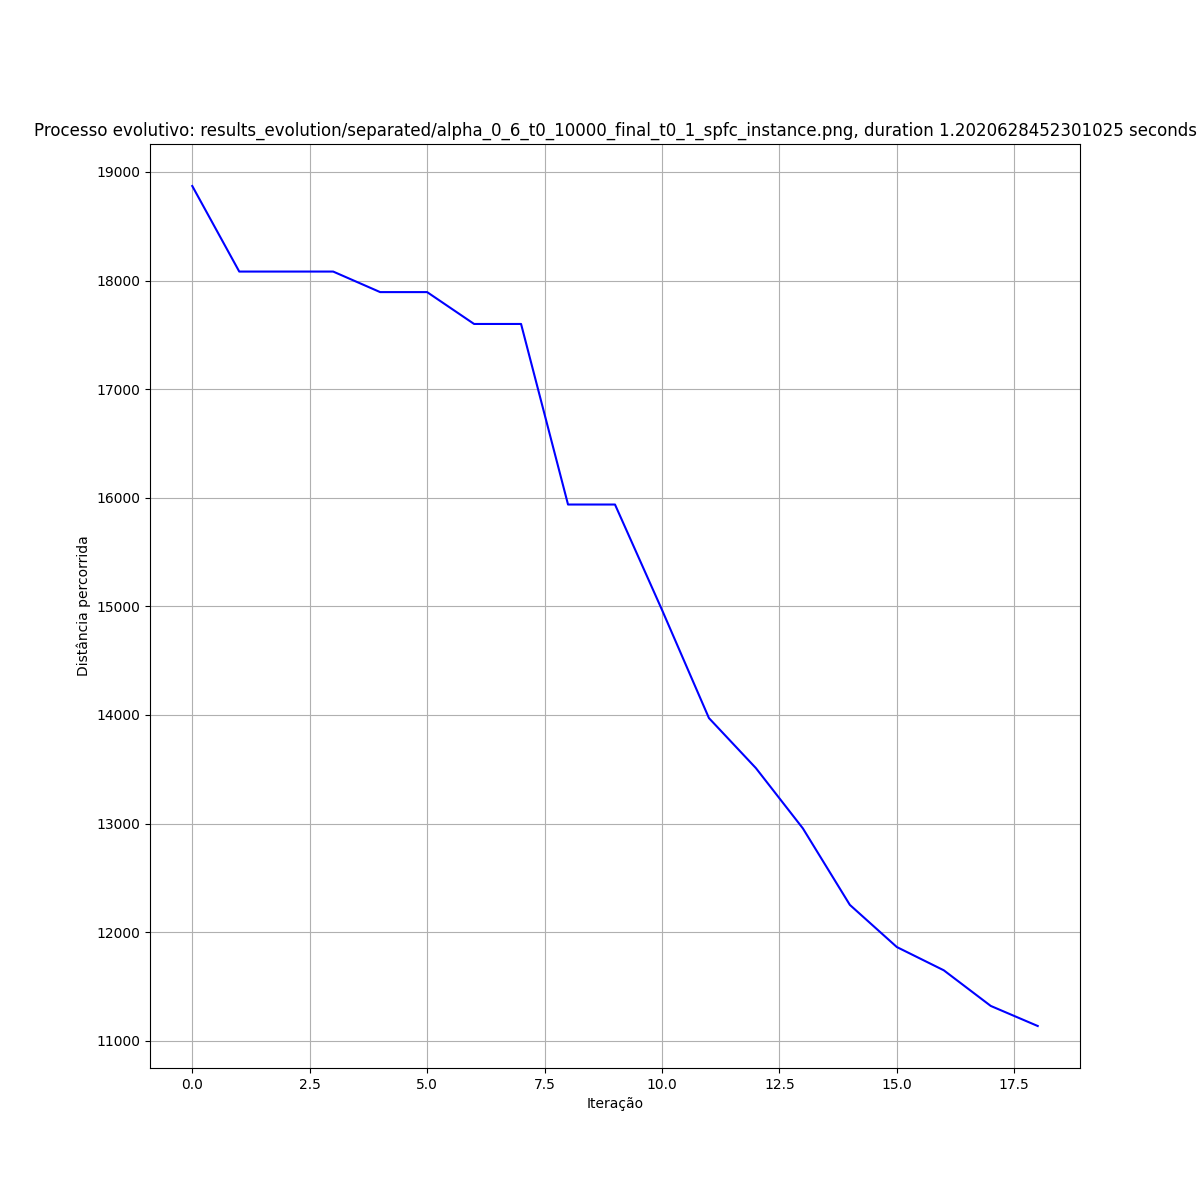 Processo evolutivo: results_evolution/separated/alpha_0_6_t0_10000_final_t0_1_spfc_instance.png, duration 1.2020628452301025 seconds
19000
18000
17000
16000
15000
14000
13000
12000
11000
Distância percorrida
0.0 2.5 5.0 7.5 10.0 12.5 15.0 17.5
Iteração